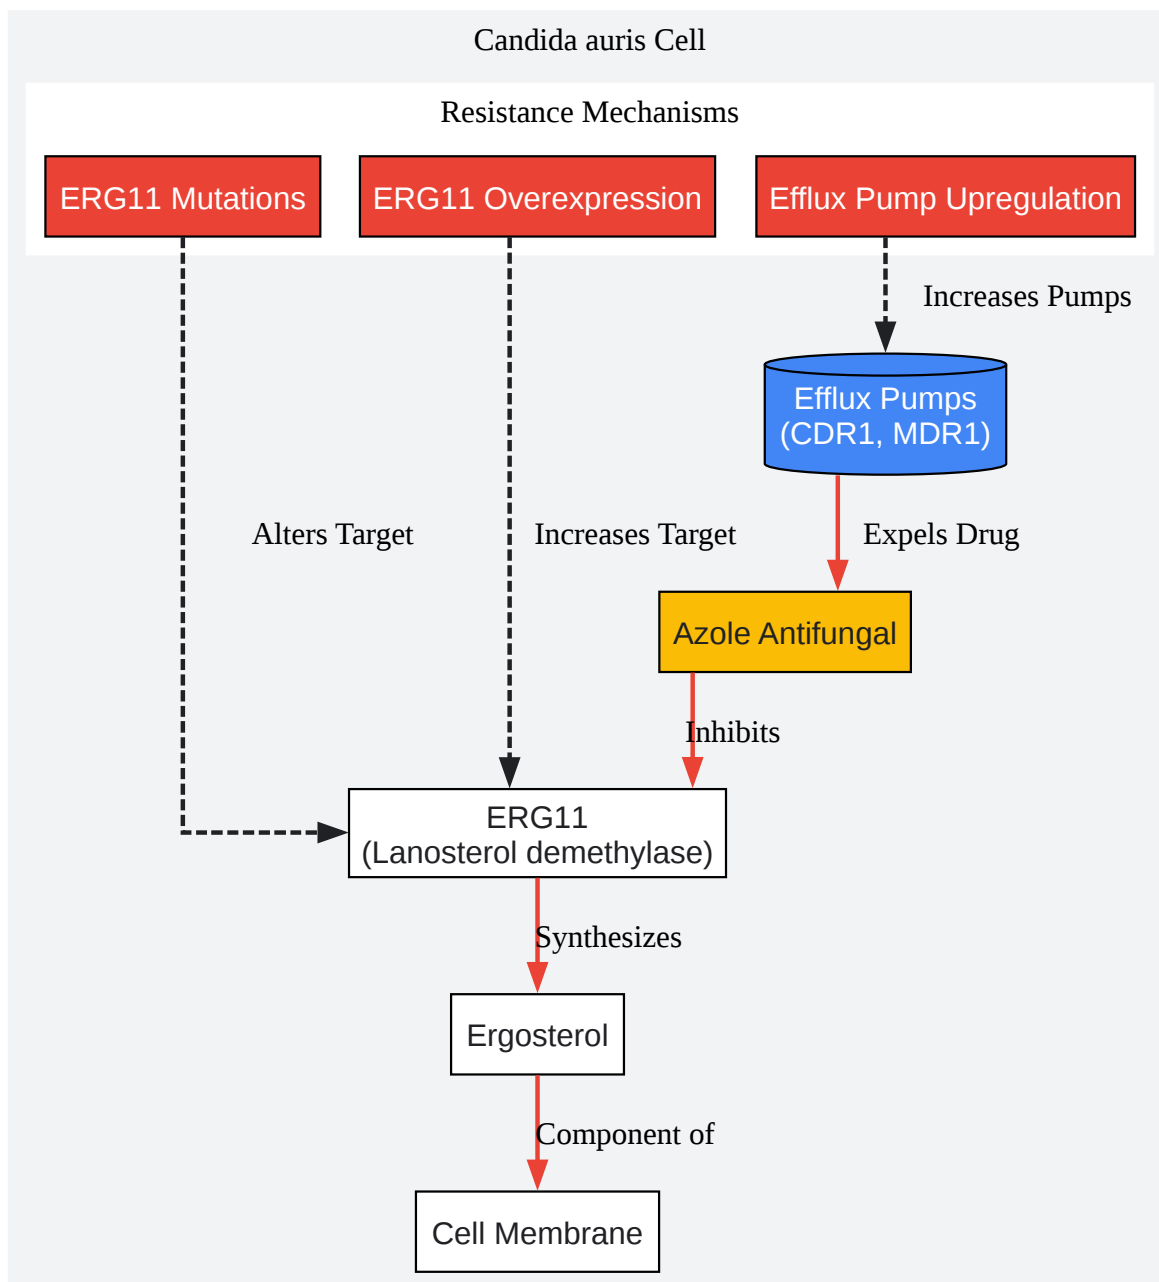 Candida auris Cell
Resistance Mechanisms
ERG11 Mutations
ERG11 Overexpression
Efflux Pump Upregulation
Increases Pumps
Efflux Pumps
(CDR1, MDR1)
Alters Target
Increases Target
Expels Drug
Azole Antifungal
Inhibits
ERG11
(Lanosterol demethylase)
Synthesizes
Ergosterol
Component of
Cell Membrane